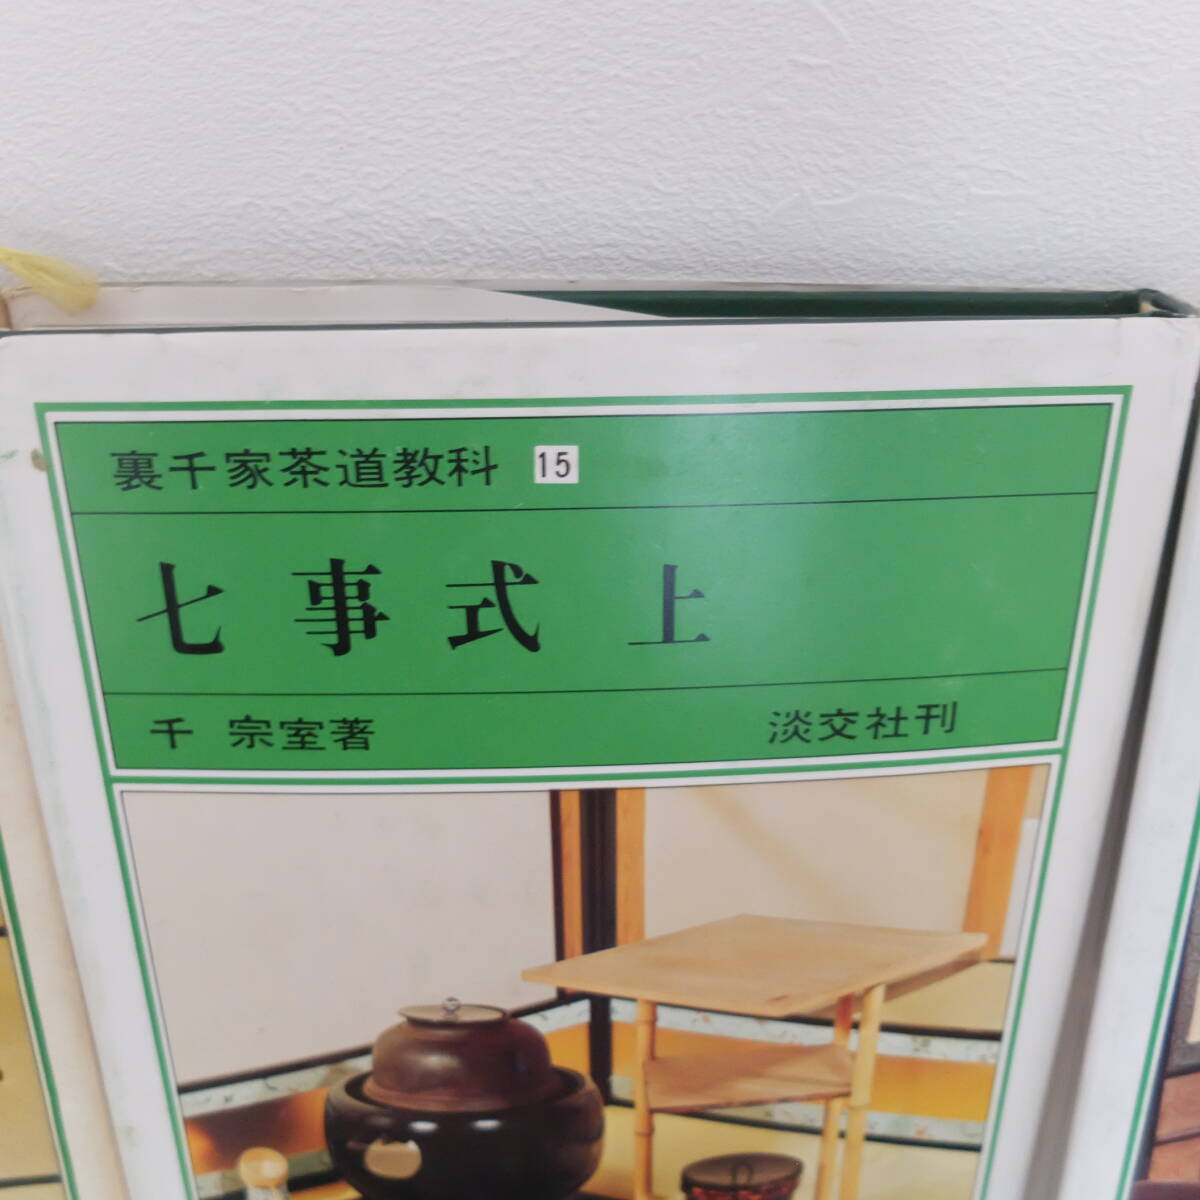 裏千家茶道教科 15
七事式 上
千 宗室著 淡交社刊